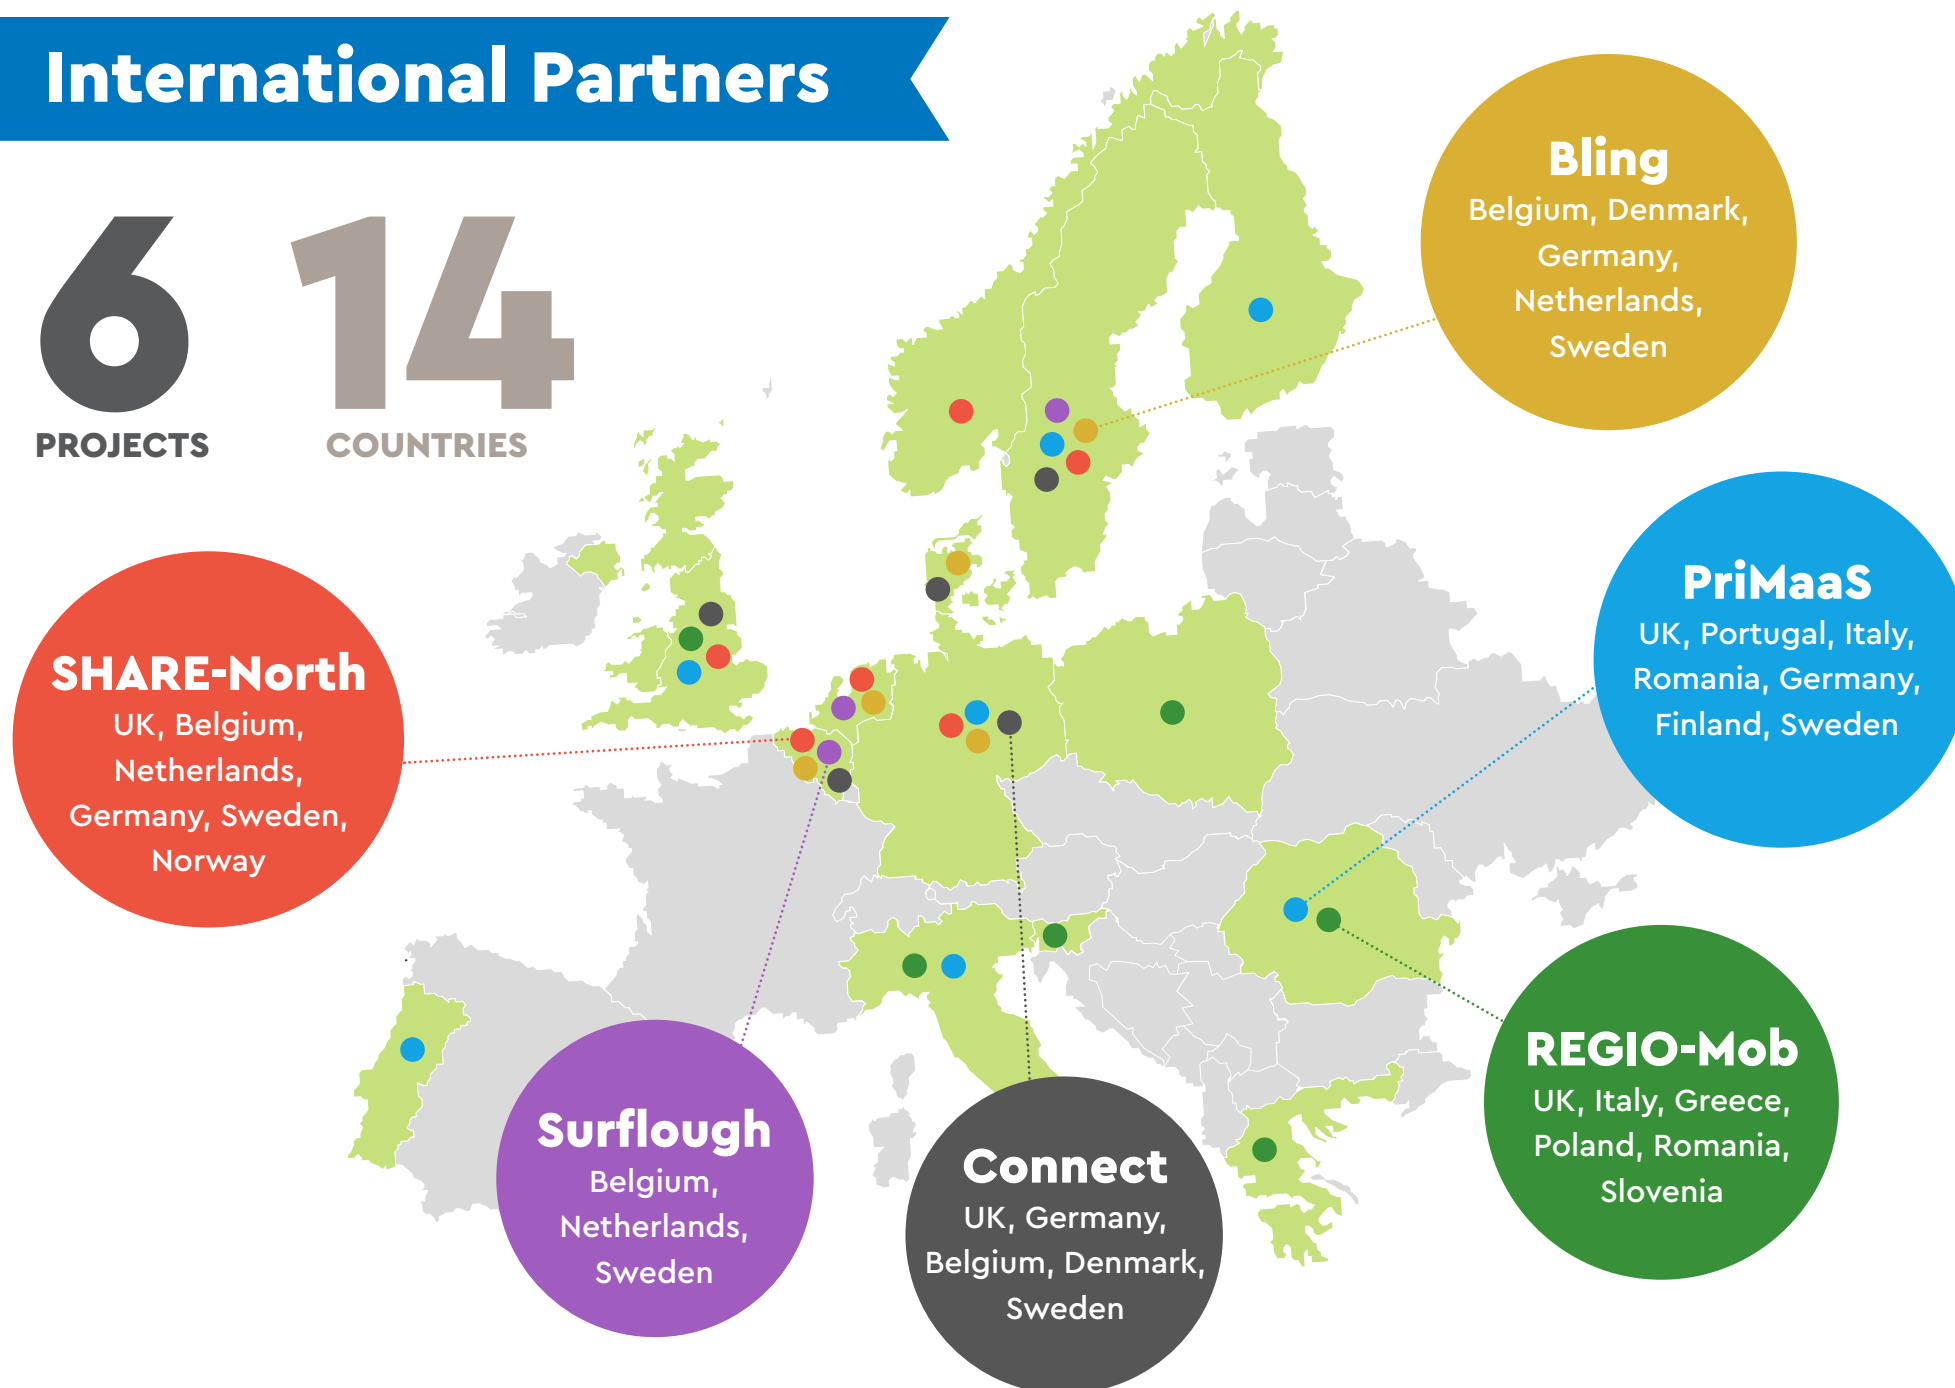 International Partners
6
PROJECTS
14
COUNTRIES
Bling
Belgium, Denmark,
Germany,
Netherlands,
Sweden
PriMaaS
UK, Portugal, Italy,
Romania, Germany,
Finland, Sweden
SHARE-North
UK, Belgium,
Netherlands,
Germany, Sweden,
Norway
REGIO-Mob
UK, Italy, Greece,
Poland, Romania,
Slovenia
Surflough
Belgium,
Netherlands,
Sweden
Connect
UK, Germany,
Belgium, Denmark,
Sweden